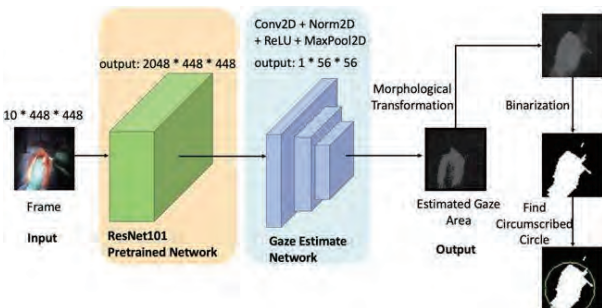 Conv2D + Norm2D
+ ReLU + MaxPool2D
output: 2048 * 448 * 448
output: 1 * 56 * 56
10 * 448 * 448
Morphological
Transformation
Binarization
Frame
Input
ResNet101
Pretrained Network
Gaze Estimate
Network
Estimated Gaze
Area
Output
Find
Circumscribed
Circle